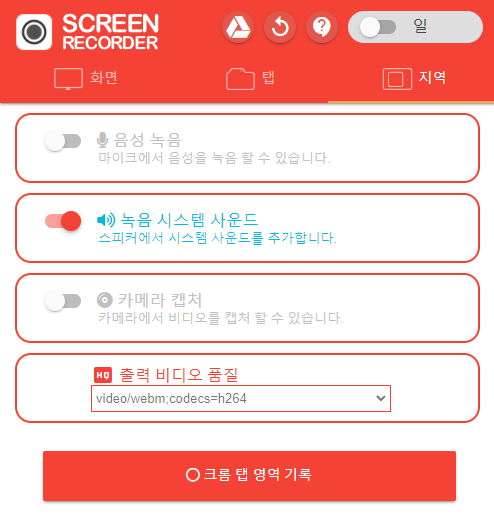 SCREEN
RECORDER
일
화면
탭
지역
음성 녹음
마이크에서 음성을 녹음 할 수 있습니다.
녹음 시스템 사운드
스피커에서 시스템 사운드를 추가합니다.
카메라 캡처
카메라에서 비디오를 캡처 할 수 있습니다.
HQ 출력 비디오 품질
video/webm;codecs=h264
크롬 탭 영역 기록